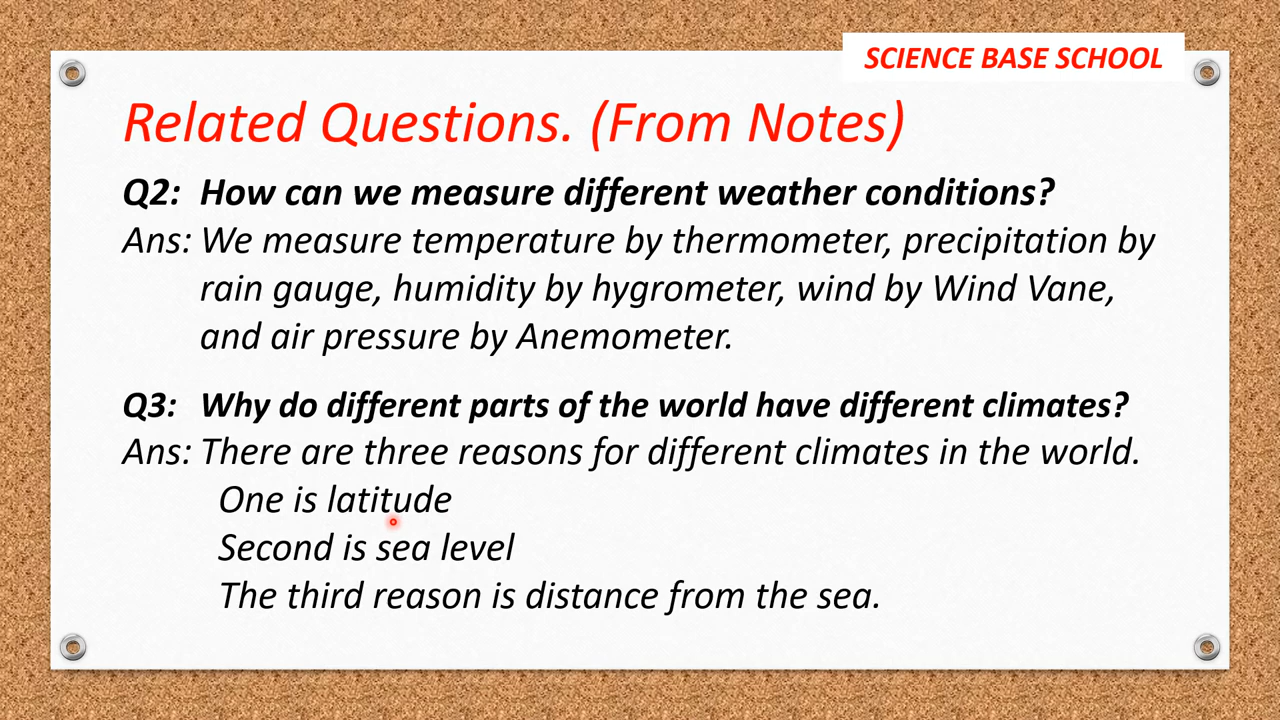 SCIENCE BASE SCHOOL
Related Questions. (From Notes)
Q2: How can we measure different weather conditions?
Ans: We measure temperature by thermometer, precipitation by
rain gauge, humidity by hygrometer, wind by Wind Vane,
and air pressure by Anemometer.
Q3: Why do different parts of the world have different climates?
Ans: There are three reasons for different climates in the world.
One is latitude
Second is sea level
The third reason is distance from the sea.